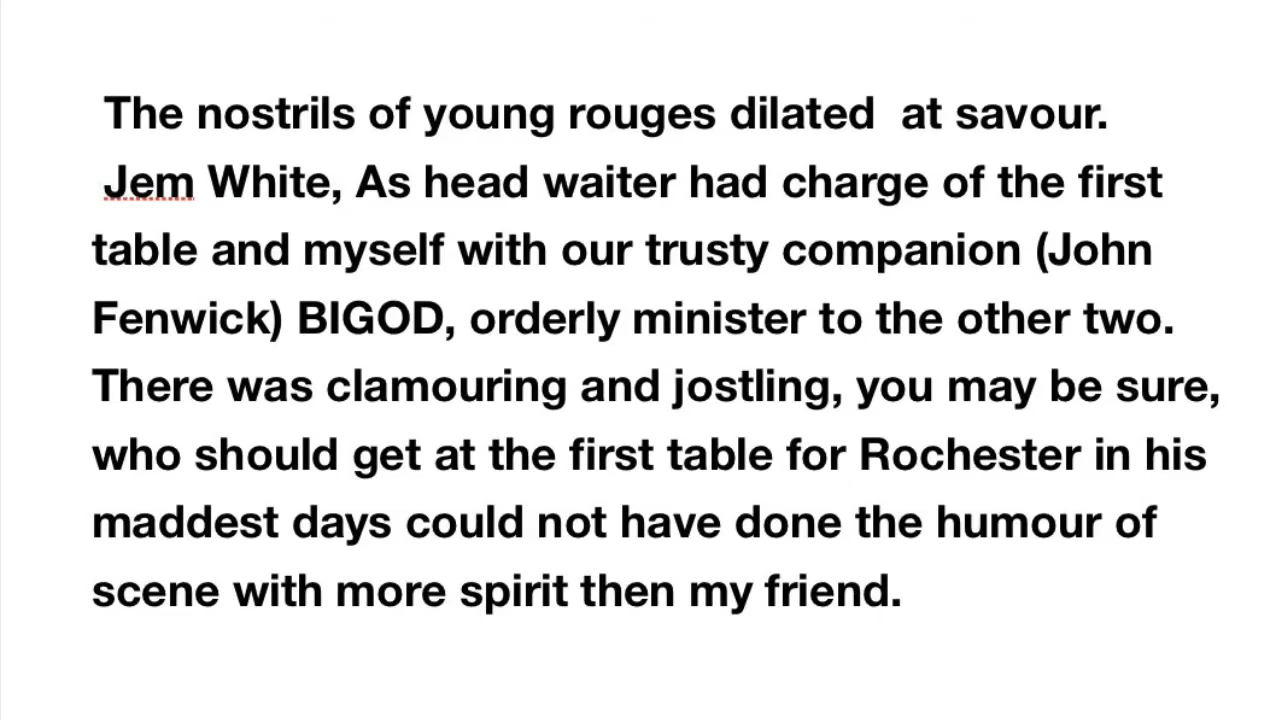 The nostrils of young rouges dilated  at savour.
Jem White, As head waiter had charge of the first
table and myself with our trusty companion (John
Fenwick) BIGOD, orderly minister to the other two.
There was clamouring and jostling, you may be sure,
who should get at the first table for Rochester in his
maddest days could not have done the humour of
scene with more spirit then my friend.